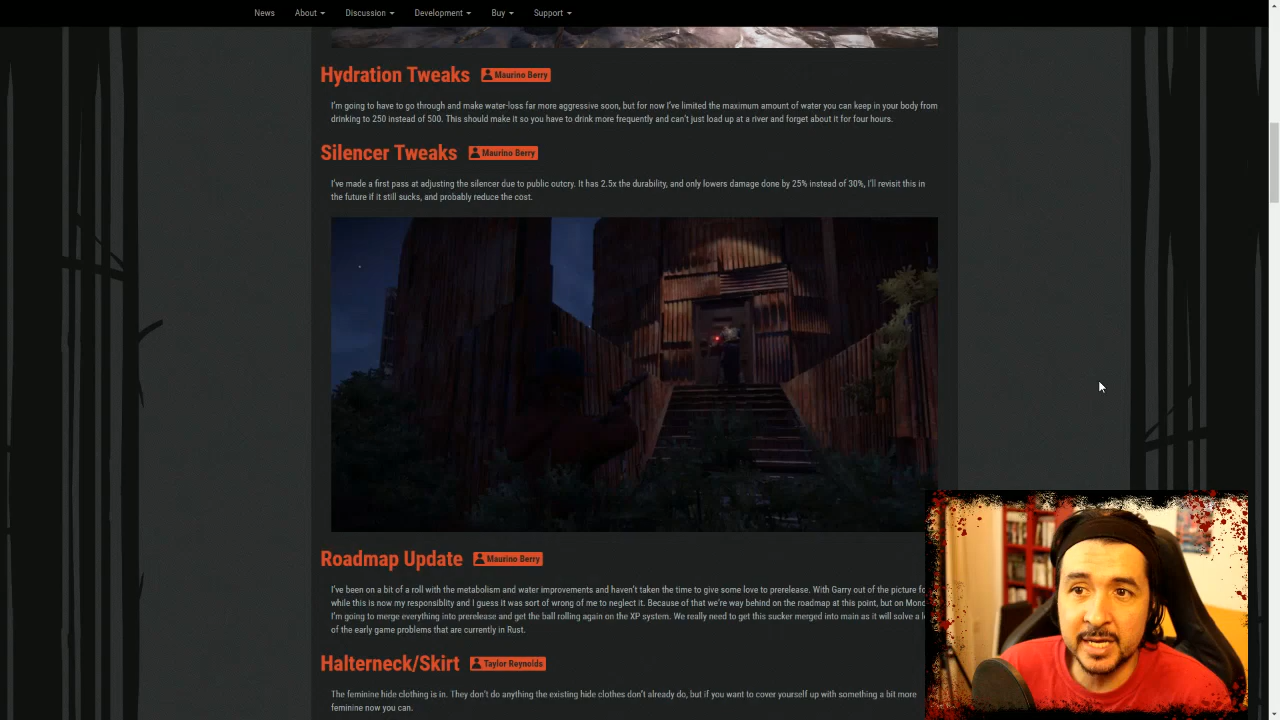 News About Discussion Development Buy Support
Hydration Tweaks Maurino Berry
I'm going to have to go through and make water-loss far more aggressive soon, but for now I've limited the maximum amount of water you can keep in your body from
drinking to 250 instead of 500. This should make it so you have to drink more frequently and can't just load up at a river and forget about it for four hours.
Silencer Tweaks Maurino Berry
I've made a first pass at adjusting the silencer due to public outcry. It has 2.5x the durability, and only lowers damage done by 25% instead of 30%, I'll revisit this in
the future if it still sucks, and probably reduce the cost.
Roadmap Update Maurino Berry
I've been on a bit of a roll with the metabolism and water improvements and haven't taken the time to give some love to prerelease. With Garry out of the picture
while this is now my responsiblity and I guess it was sort of wrong of me to neglect it. Because of that we're way behind on the roadmap at this point, but on
I'm going to merge everything into prerelease and get the ball rolling again on the XP system. We really need to get this sucker merged into main as it will solve a
of the early game problems that are currently in Rust.
Halterneck/Skirt Taylor Reynolds
The feminine hide clothing is in. They don't do anything the existing hide clothes don't already do, but if you want to cover yourself up with something a bit more
feminine now you can.